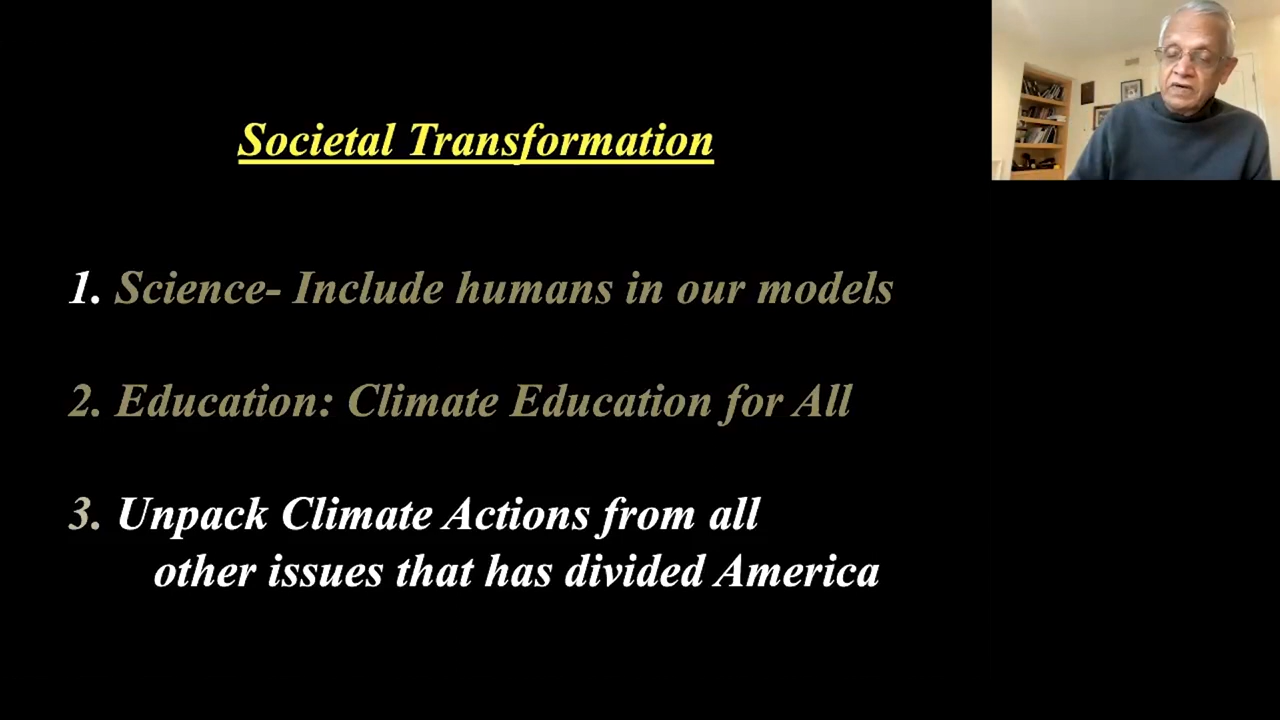 Societal Transformation
1. Science- Include humans in our models
2. Education: Climate Education for All
3. Unpack Climate Actions from all
other issues that has divided America